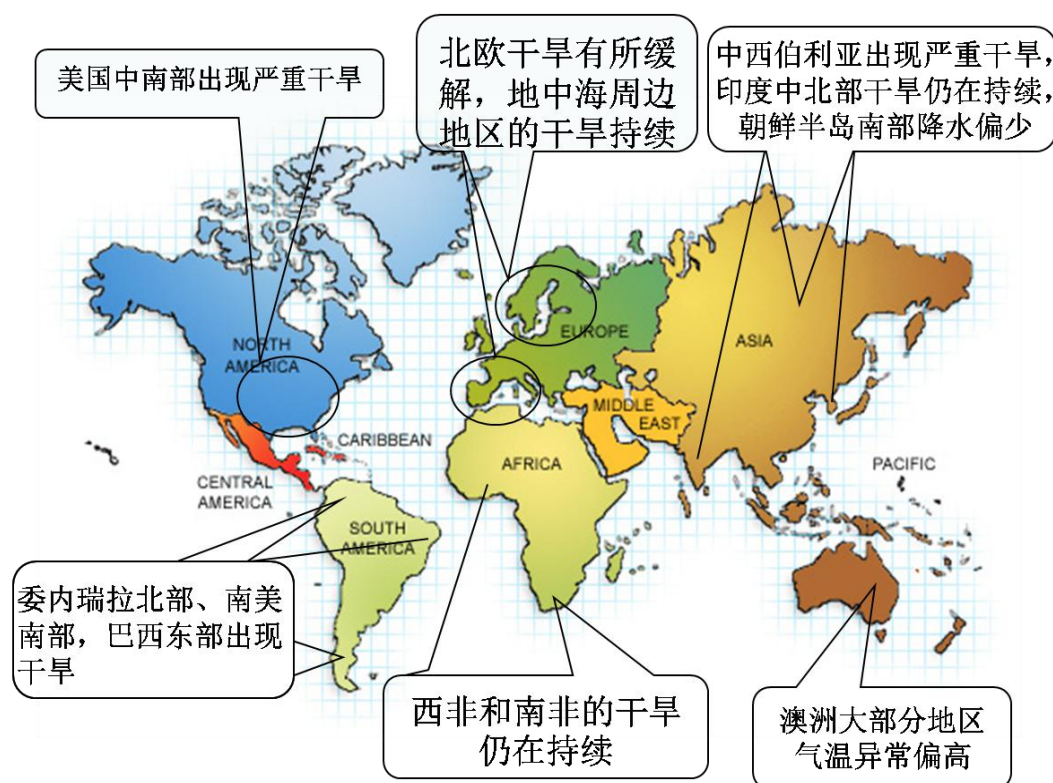 美国中南部出现严重干旱
北欧干旱有所缓
解，地中海周边
地区的干旱持续
中西伯利亚出现严重干旱，
印度中北部干旱仍在持续，
朝鲜半岛南部降水偏少
NORTH
AMERICA
EUROPE
ASIA
MIDDLE
EAST
CARIBBEAN
AFRICA
PACIFIC
CENTRAL
AMERICA
SOUTH
AMERICA
委内瑞拉北部、南美
南部，巴西东部出现
干旱
西非和南非的干旱
仍在持续
澳洲大部分地区
气温异常偏高